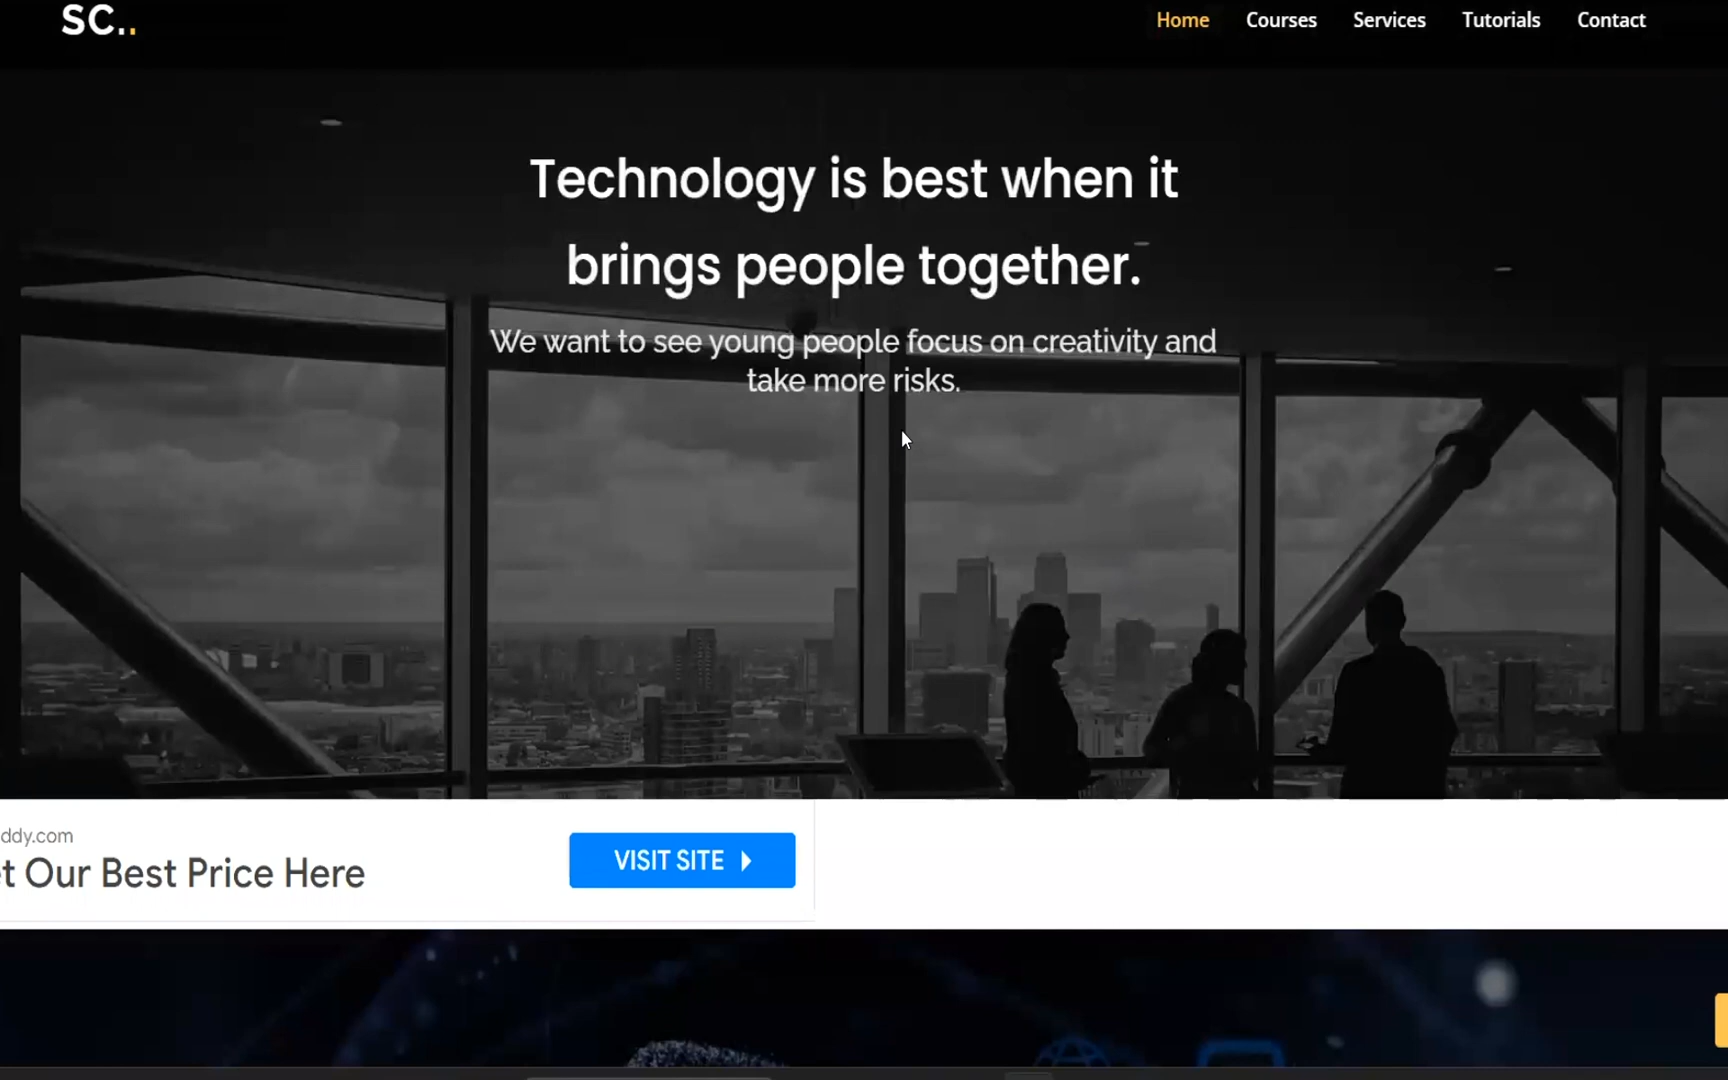 SC..
Home Courses Services Tutorials Contact
Technology is best when it
brings people together.
We want to see young people focus on creativity and
take more risks.
ddy.com
t Our Best Price Here
VISIT SITE